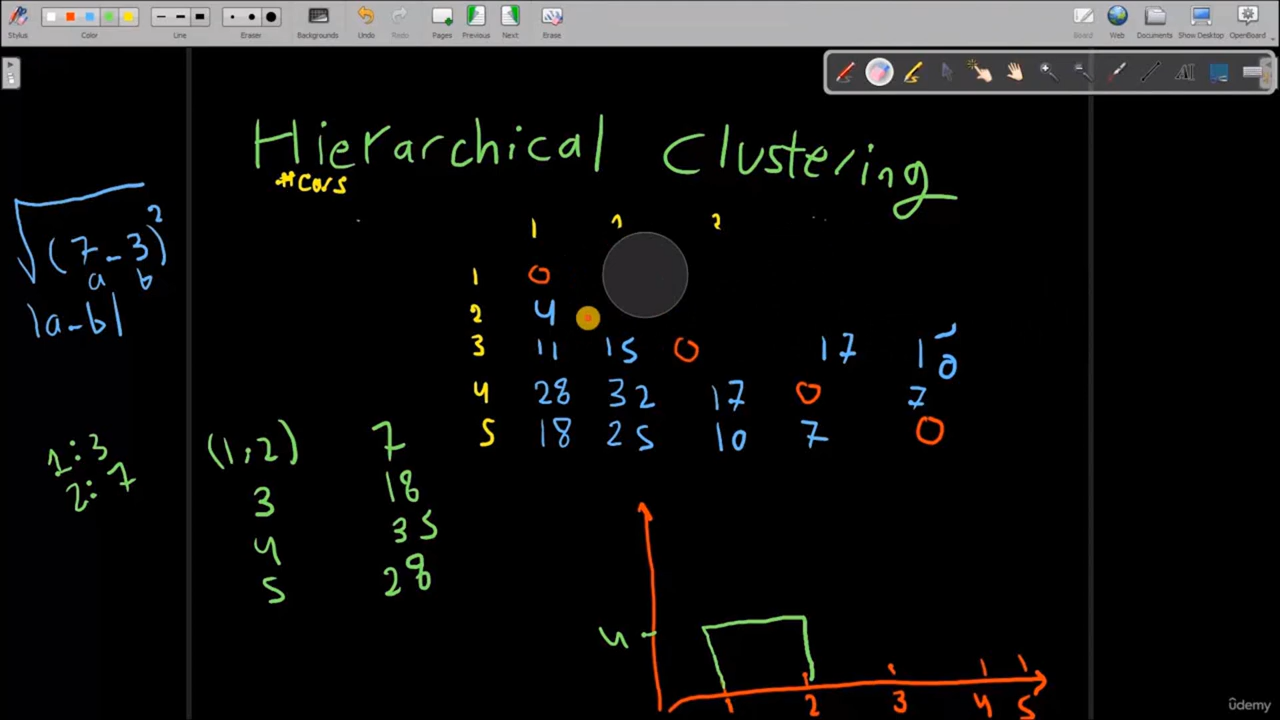 Stylus Color Line Eraser Backgrounds Undo Redo Pages Previous Next Erase Board Web Documents Show Desktop OpenBoard
Hierarchical Clustering
#Cars
√(7-3)²
a b
|a-b|
1 2
1 0
2 4
3 11 15 0 17 10
4 28 32 17 0 7
5 18 25 10 7 0
1:3
2:7
(1,2) 7
3 18
4 35
5 28
4
1 2 3 4 5
ûdemy